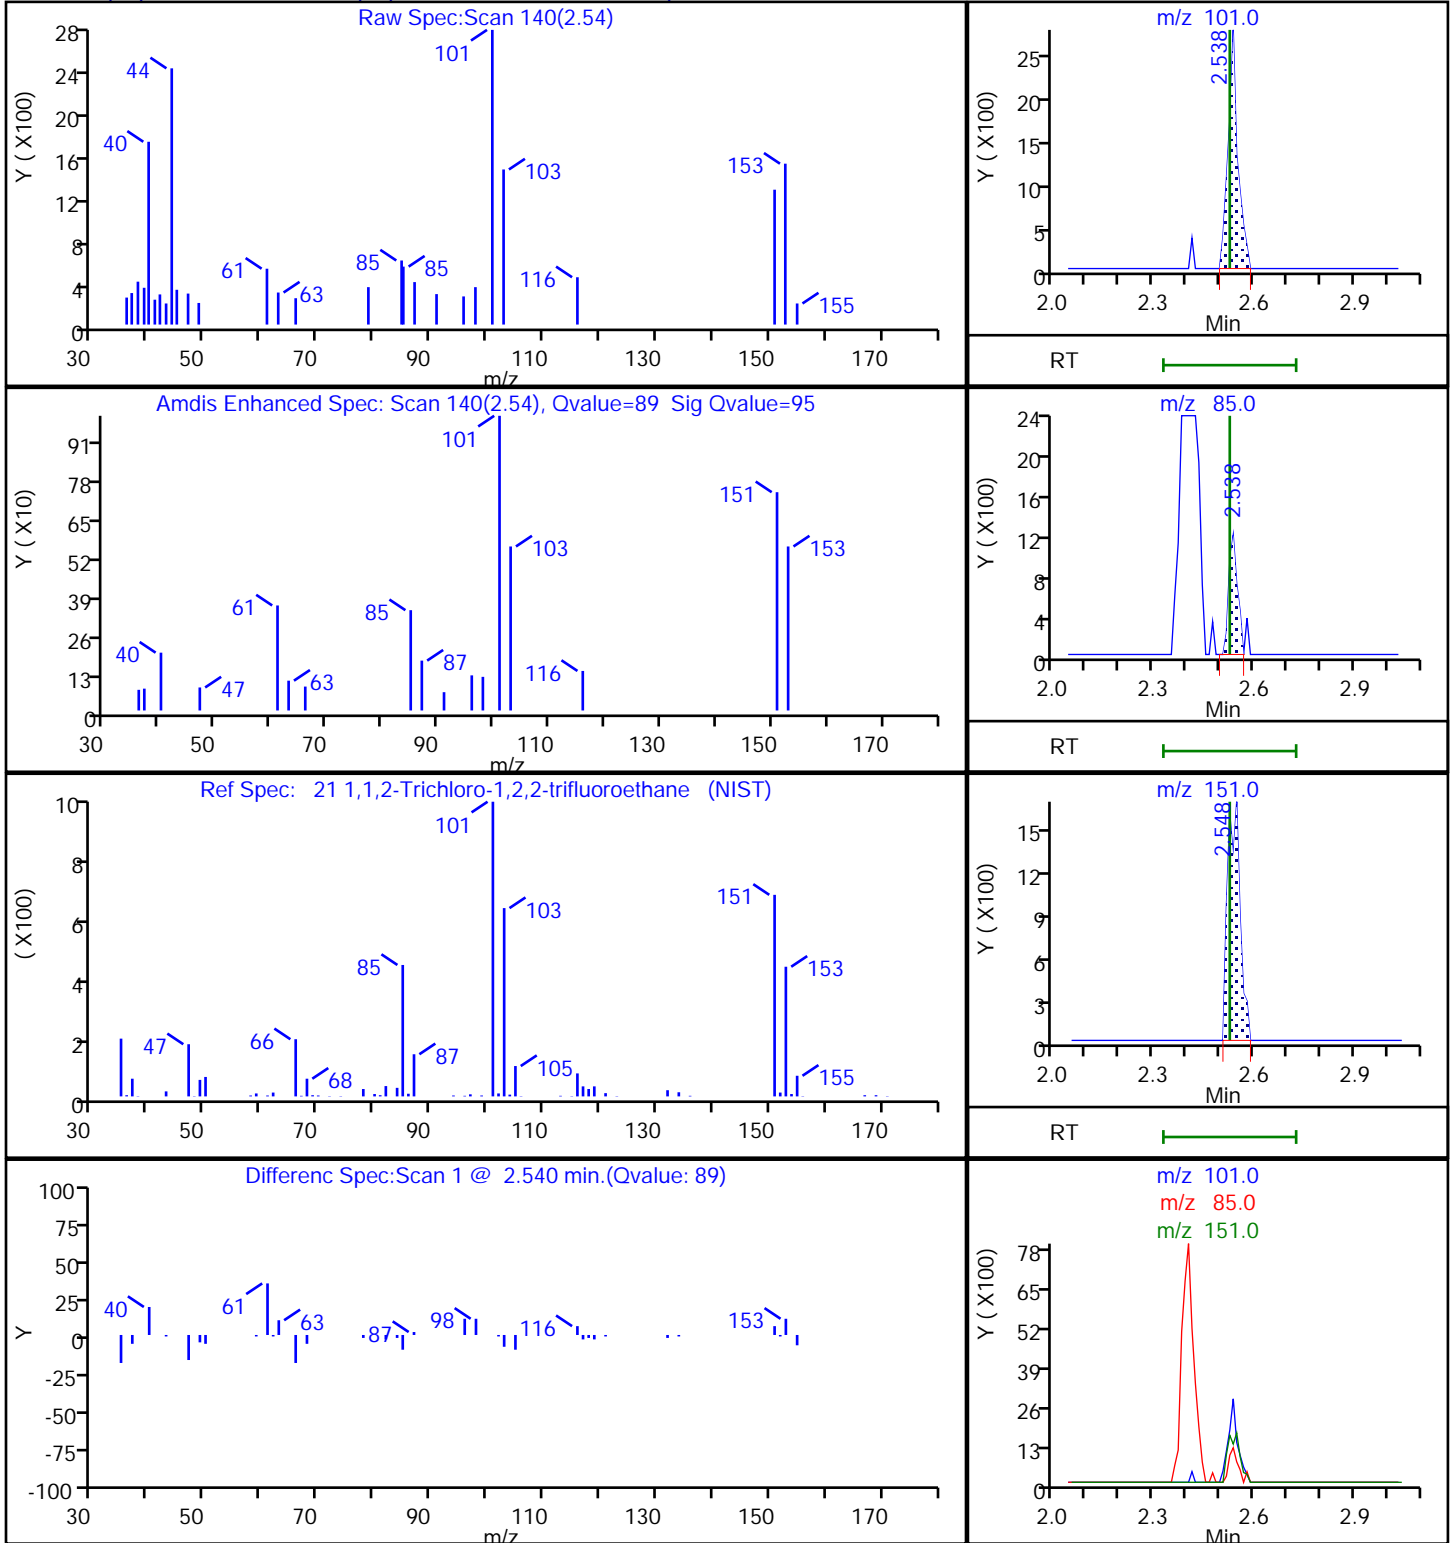 Raw Spec:Scan 140(2.54)
Y ( X100)
28
24
20
16
12
8
4
0
101
44
40
103
153
61
63
85
85
116
155
30 50 70 90 110 130 150 170
m/z
m/z 101.0
Y ( X100)
25
20
15
10
5
0
2.538
2.0 2.3 2.6 2.9
Min
RT
Amdis Enhanced Spec: Scan 140(2.54), Qvalue=89 Sig Qvalue=95
Y ( X10)
91
78
65
52
39
26
13
0
101
151
103
153
61
85
40
47
63
87
116
30 50 70 90 110 130 150 170
m/z
m/z 85.0
Y ( X100)
24
20
16
12
8
4
0
2.538
2.0 2.3 2.6 2.9
Min
RT
Ref Spec: 21 1,1,2-Trichloro-1,2,2-trifluoroethane (NIST)
( X100)
10
8
6
4
2
0
101
151
103
85
153
47
66
68
87
105
155
30 50 70 90 110 130 150 170
m/z 151.0
Y ( X100)
15
12
9
6
3
0
2.548
2.0 2.3 2.6 2.9
Min
RT
Differenc Spec:Scan 1 @ 2.540 min.(Qvalue: 89)
Y
100
75
50
25
0
-25
-50
-75
-100
40
61
63
87
98
116
153
30 50 70 90 110 130 150 170
m/z
m/z 101.0
m/z 85.0
m/z 151.0
Y ( X100)
78
65
52
39
26
13
0
2.0 2.3 2.6 2.9
Min